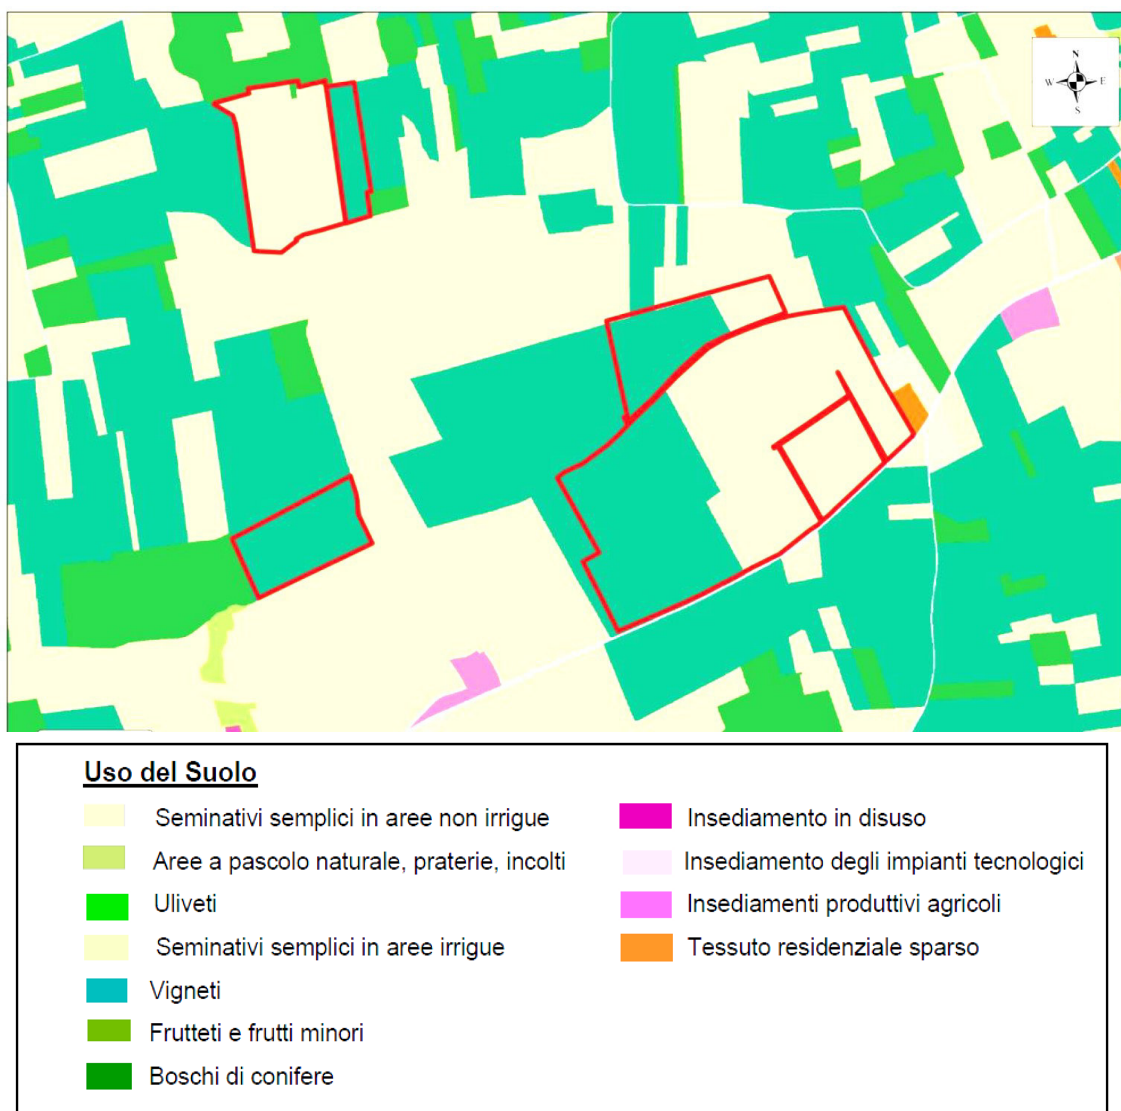 N
W E
S
Uso del Suolo
Seminativi semplici in aree non irrigue
Aree a pascolo naturale, praterie, incolti
Uliveti
Seminativi semplici in aree irrigue
Vigneti
Frutteti e frutti minori
Boschi di conifere
Insediamento in disuso
Insediamento degli impianti tecnologici
Insediamenti produttivi agricoli
Tessuto residenziale sparso